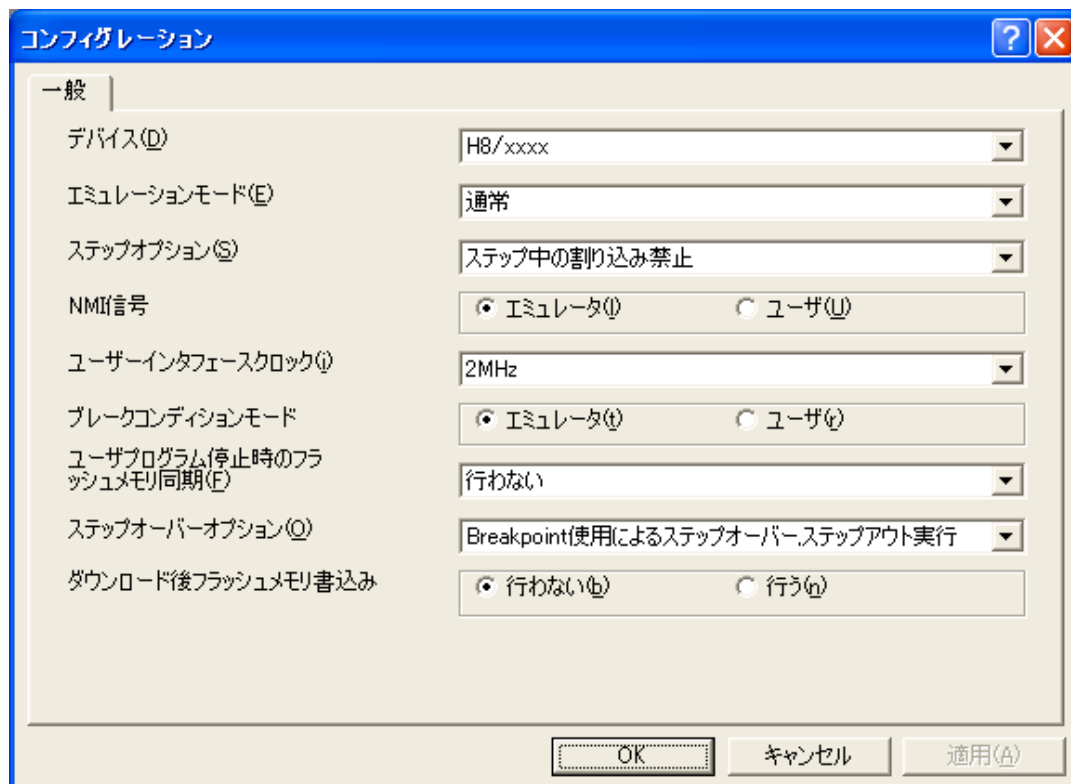 コンフィグレーション
一般
デバイス(D) H8/xxxx
エミュレーションモード(E) 通常
ステップオプション(S) ステップ中の割り込み禁止
NMI信号 エミュレータ(I) ユーザ(U)
ユーザーインタフェースクロック(i) 2MHz
ブレークコンディションモード エミュレータ(t) ユーザ(r)
ユーザプログラム停止時のフラ
ッシュメモリ同期(F) 行わない
ステップオーバーオプション(O) Breakpoint使用によるステップオーバー,ステップアウト実行
ダウンロード後フラッシュメモリ書込み 行わない(b) 行う(n)
OK キャンセル 適用(A)